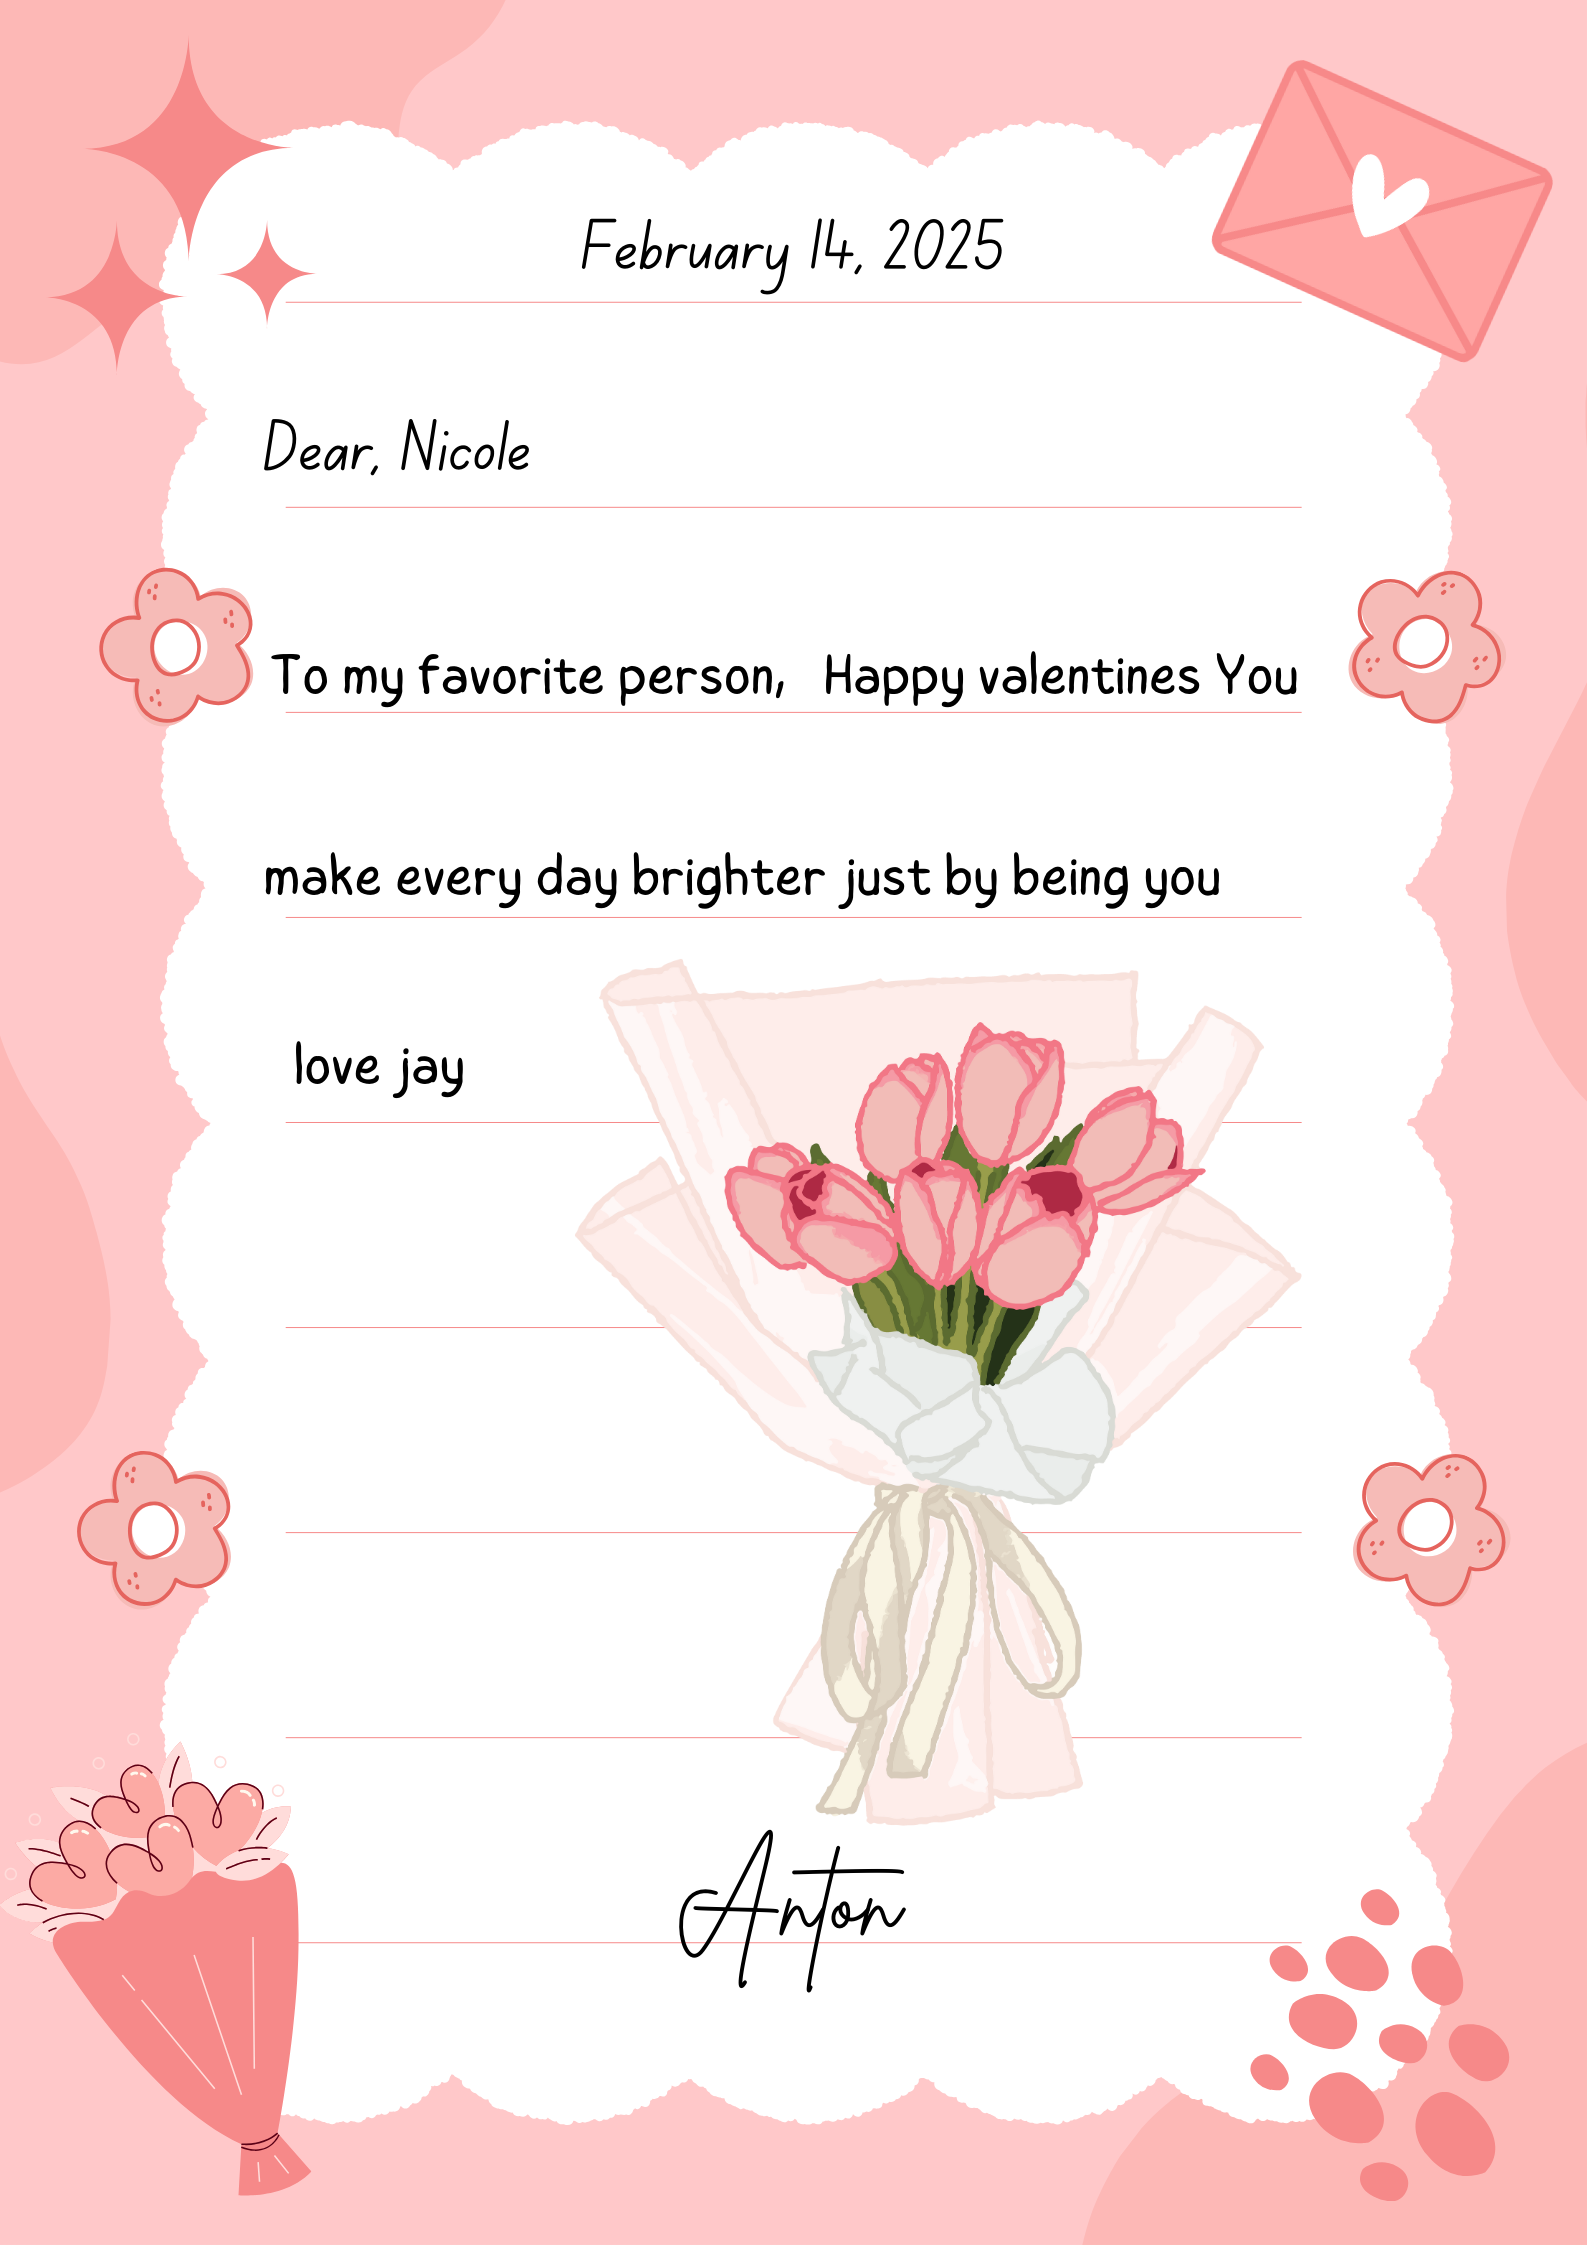 February 14, 2025
Dear, Nicole
To my favorite person, Happy valentines You
make every day brighter just by being you
love jay
Anton